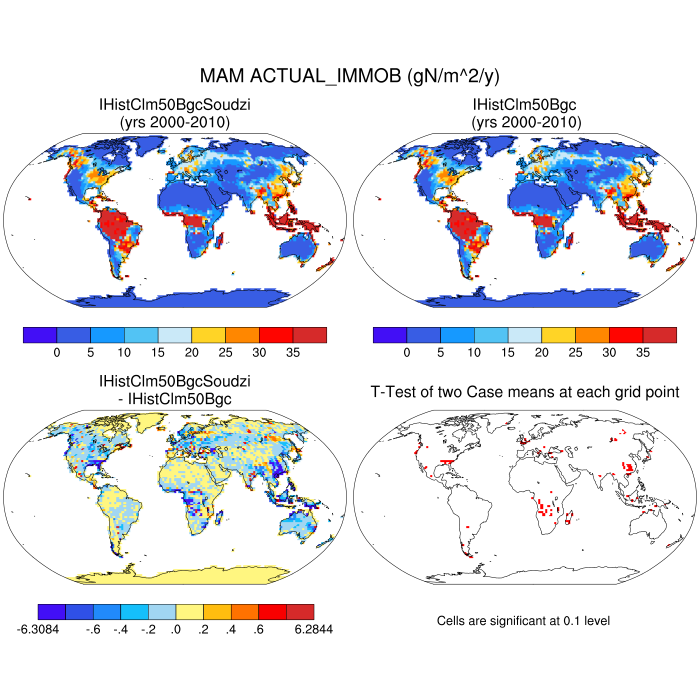 MAM ACTUAL_IMMOB (gN/m^2/y)
IHistClm50BgcSoudzi
(yrs 2000-2010)
IHistClm50Bgc
(yrs 2000-2010)
0 5 10 15 20 25 30 35
0 5 10 15 20 25 30 35
IHistClm50BgcSoudzi
- IHistClm50Bgc
T-Test of two Case means at each grid point
-6.3084 -.6 -.4 -.2 .0 .2 .4 .6 6.2844
Cells are significant at 0.1 level